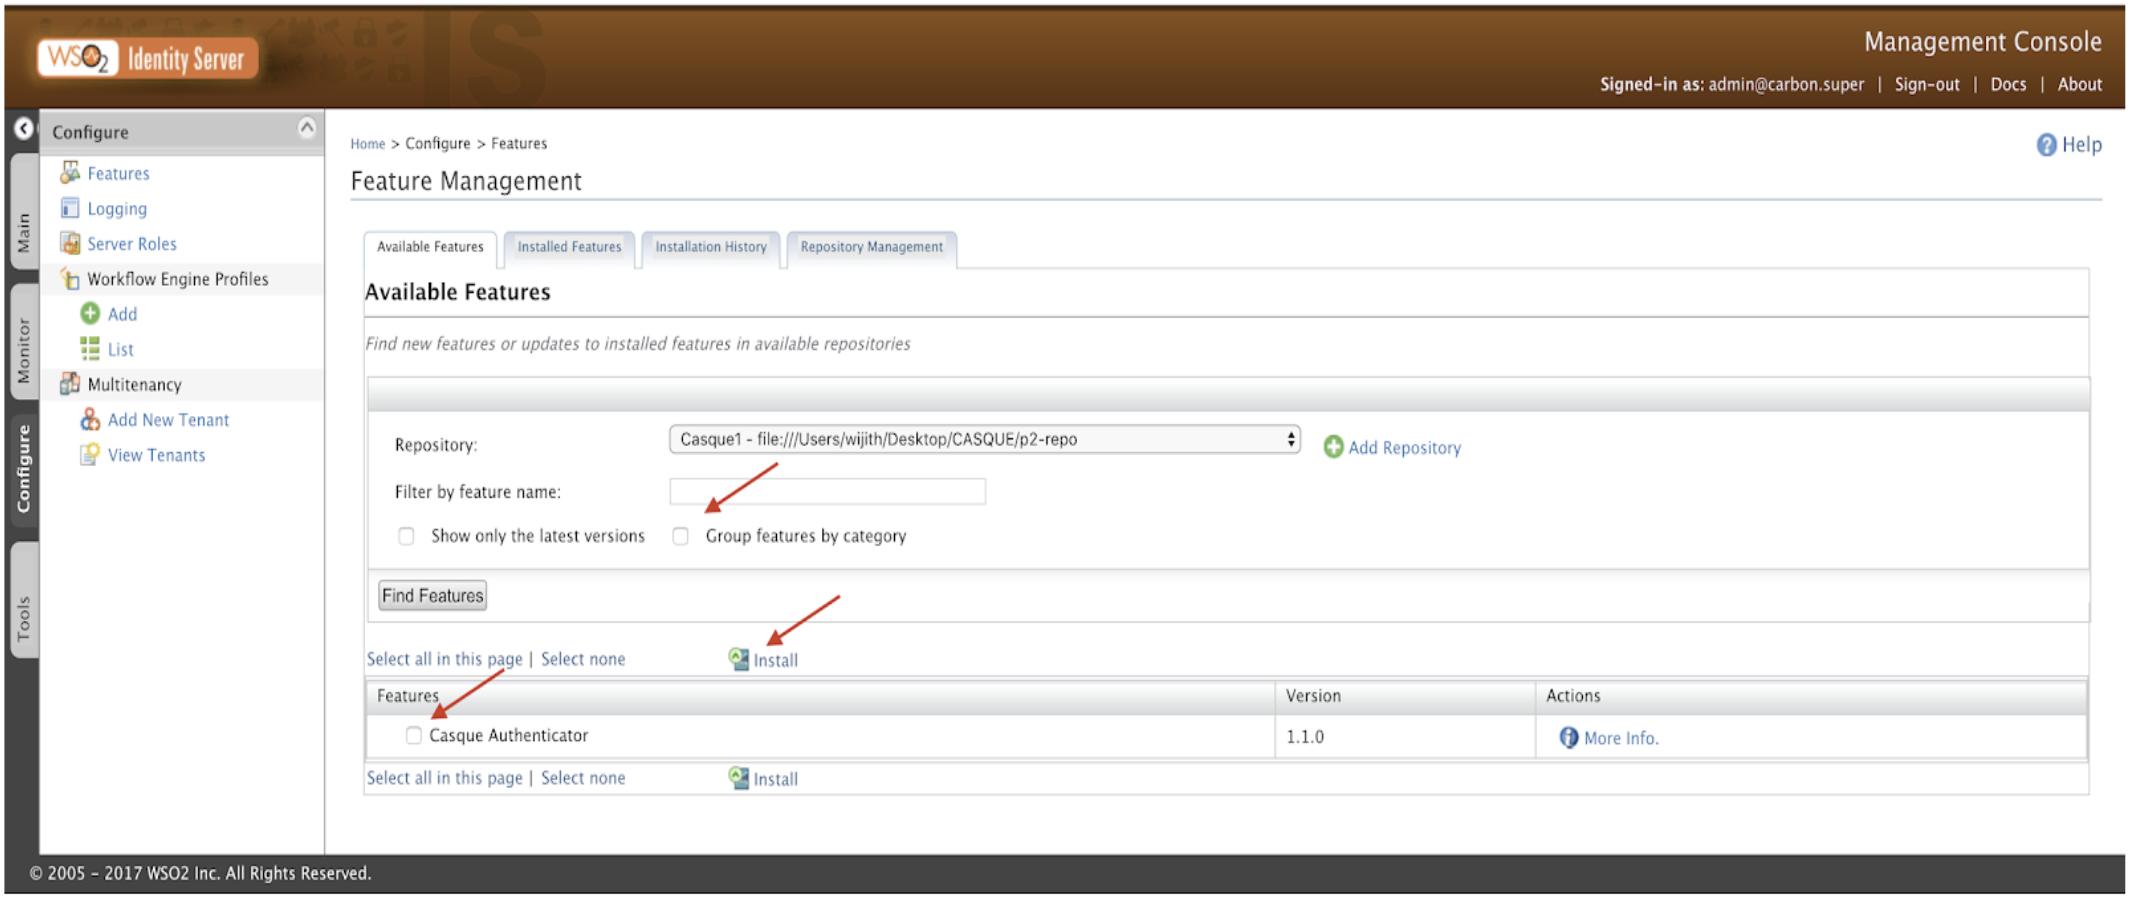 WSO2 Identity Server
Management Console
Signed-in as: admin@carbon.super | Sign-out | Docs | About
Main
Monitor
Configure
Tools
Configure
Features
Logging
Server Roles
Workflow Engine Profiles
Add
List
Multitenancy
Add New Tenant
View Tenants
Home > Configure > Features
Help
Feature Management
Available Features
Installed Features
Installation History
Repository Management
Available Features
Find new features or updates to installed features in available repositories
Repository:
Casque1 - file:///Users/wijith/Desktop/CASQUE/p2-repo
Add Repository
Filter by feature name:
Show only the latest versions
Group features by category
Find Features
Select all in this page | Select none
Install
Features
Version
Actions
Casque Authenticator
1.1.0
More Info.
Select all in this page | Select none
Install
© 2005 - 2017 WSO2 Inc. All Rights Reserved.